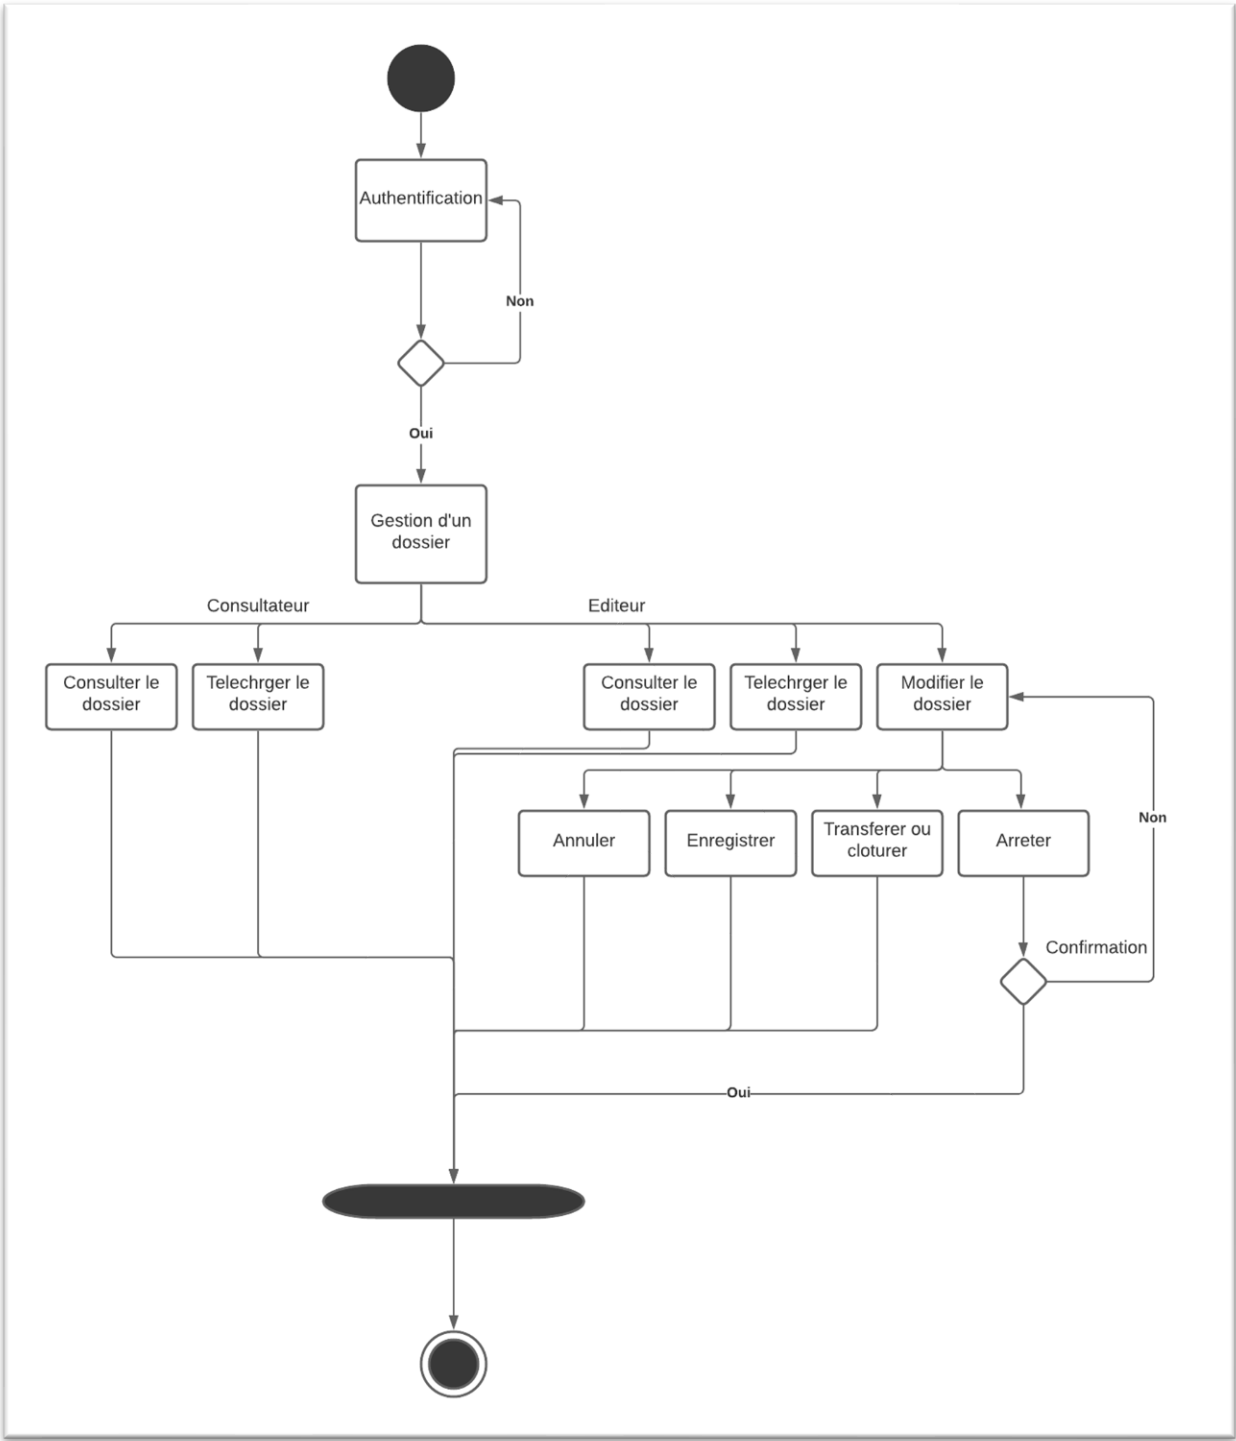 Authentification
Non
Oui
Gestion d'un
dossier
Consultateur
Editeur
Consulter le
dossier
Telechrger le
dossier
Consulter le
dossier
Telechrger le
dossier
Modifier le
dossier
Annuler
Enregistrer
Transferer ou
cloturer
Arreter
Non
Confirmation
Oui